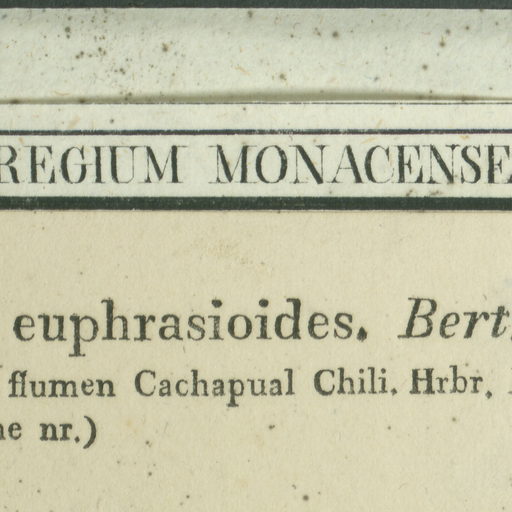 REGIUM MONACENSE
euphrasioides. Bert.
flumen Cachapual Chili. Hrbr.
ne nr.)